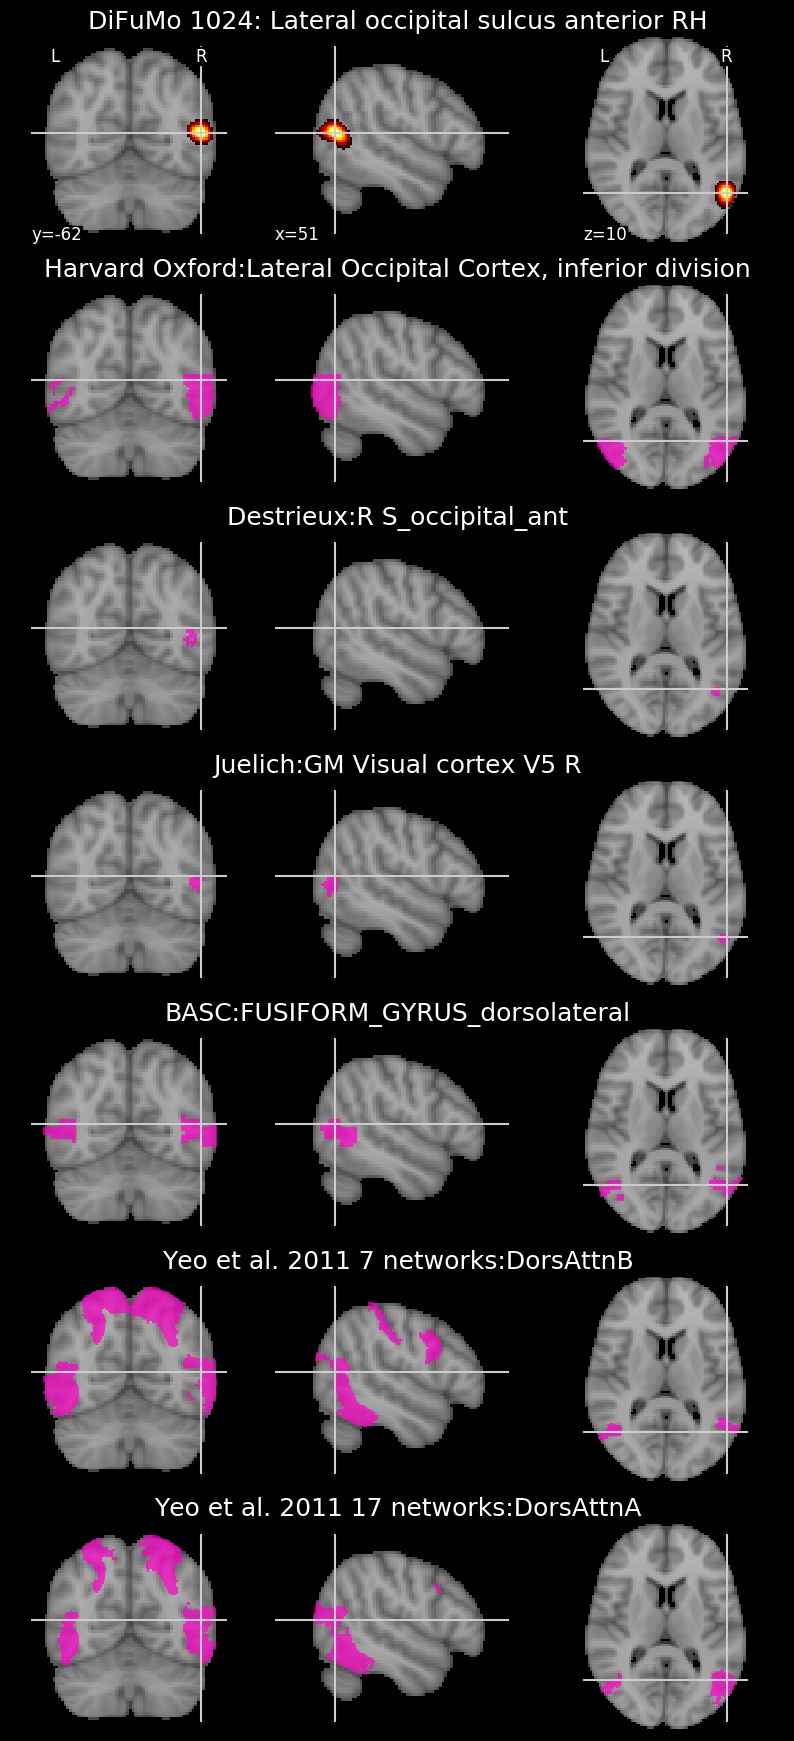 DiFuMo 1024: Lateral occipital sulcus anterior RH
L R L R
y=-62 x=51 z=10
Harvard Oxford:Lateral Occipital Cortex, inferior division
Destrieux:R S_occipital_ant
Juelich:GM Visual cortex V5 R
BASC:FUSIFORM_GYRUS_dorsolateral
Yeo et al. 2011 7 networks:DorsAttnB
Yeo et al. 2011 17 networks:DorsAttnA